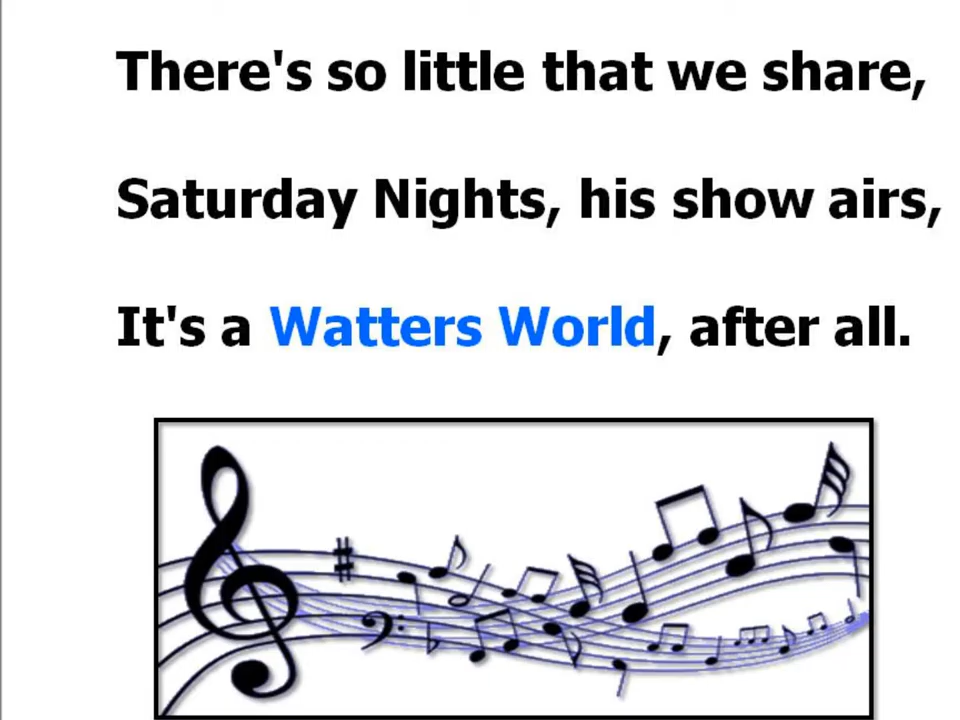 There's so little that we share,
Saturday Nights, his show airs,
It's a Watters World, after all.